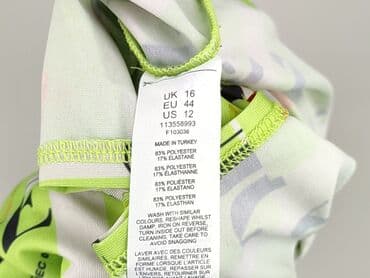 UK 16
EU 44
US 12
113558993
F103036
MADE IN TURKEY
83% POLYESTER
17% ELASTANE
83% POLYESTER
17% ELASTHANNE
83% POLIÉSTER
17% ELASTANO
83% POLYESTER
17% ELASTHAN
WASH WITH SIMILAR
COLOURS, RESHAPE WHILST
DAMP, IRON ON REVERSE,
TURN INSIDE OUT BEFORE
CLEANING, TAKE CARE TO
AVOID SNAGGING
LAVER AVEC DES COULEURS
SIMILAIRES, REMETTRE EN
FORME LORSQUE L'ARTICLE
EST HUMIDE, REPASSER